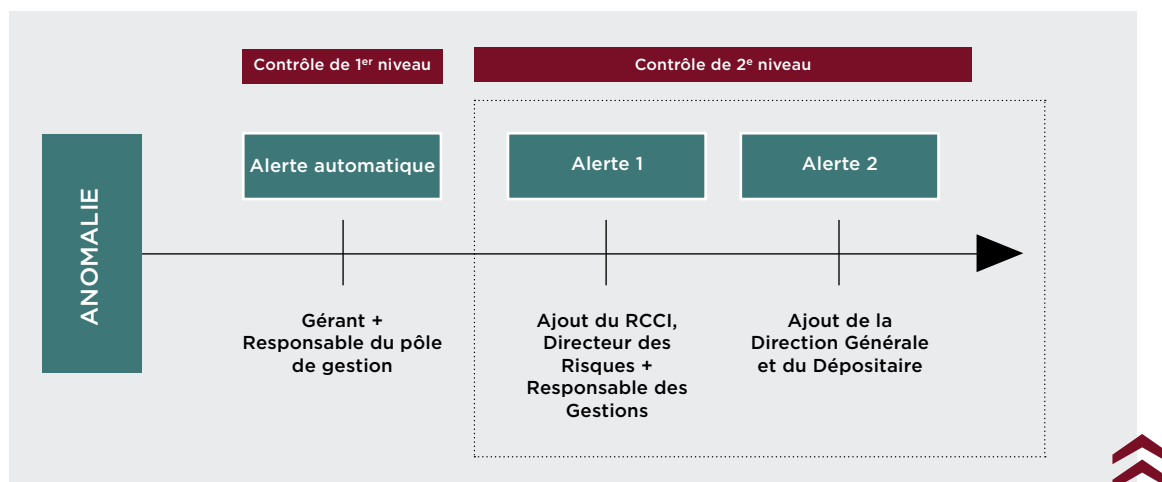 Contrôle de 1er niveau
Contrôle de 2e niveau
ANOMALIE
Alerte automatique
Alerte 1
Alerte 2
Gérant +
Responsable du pôle
de gestion
Ajout du RCCI,
Directeur des
Risques +
Responsable des
Gestions
Ajout de la
Direction Générale
et du Dépositaire